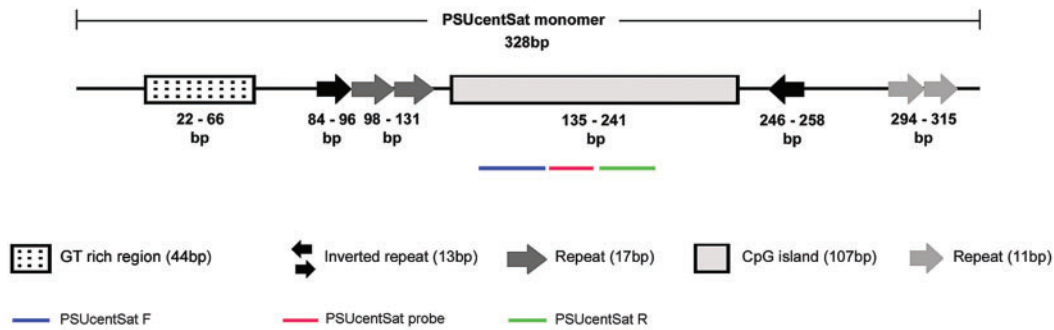 PSUcentSat monomer
328bp
22 - 66
bp
84 - 96
bp
98 - 131
bp
135 - 241
bp
246 - 258
bp
294 - 315
bp
GT rich region (44bp)
Inverted repeat (13bp)
Repeat (17bp)
CpG island (107bp)
Repeat (11bp)
PSUcentSat F
PSUcentSat probe
PSUcentSat R